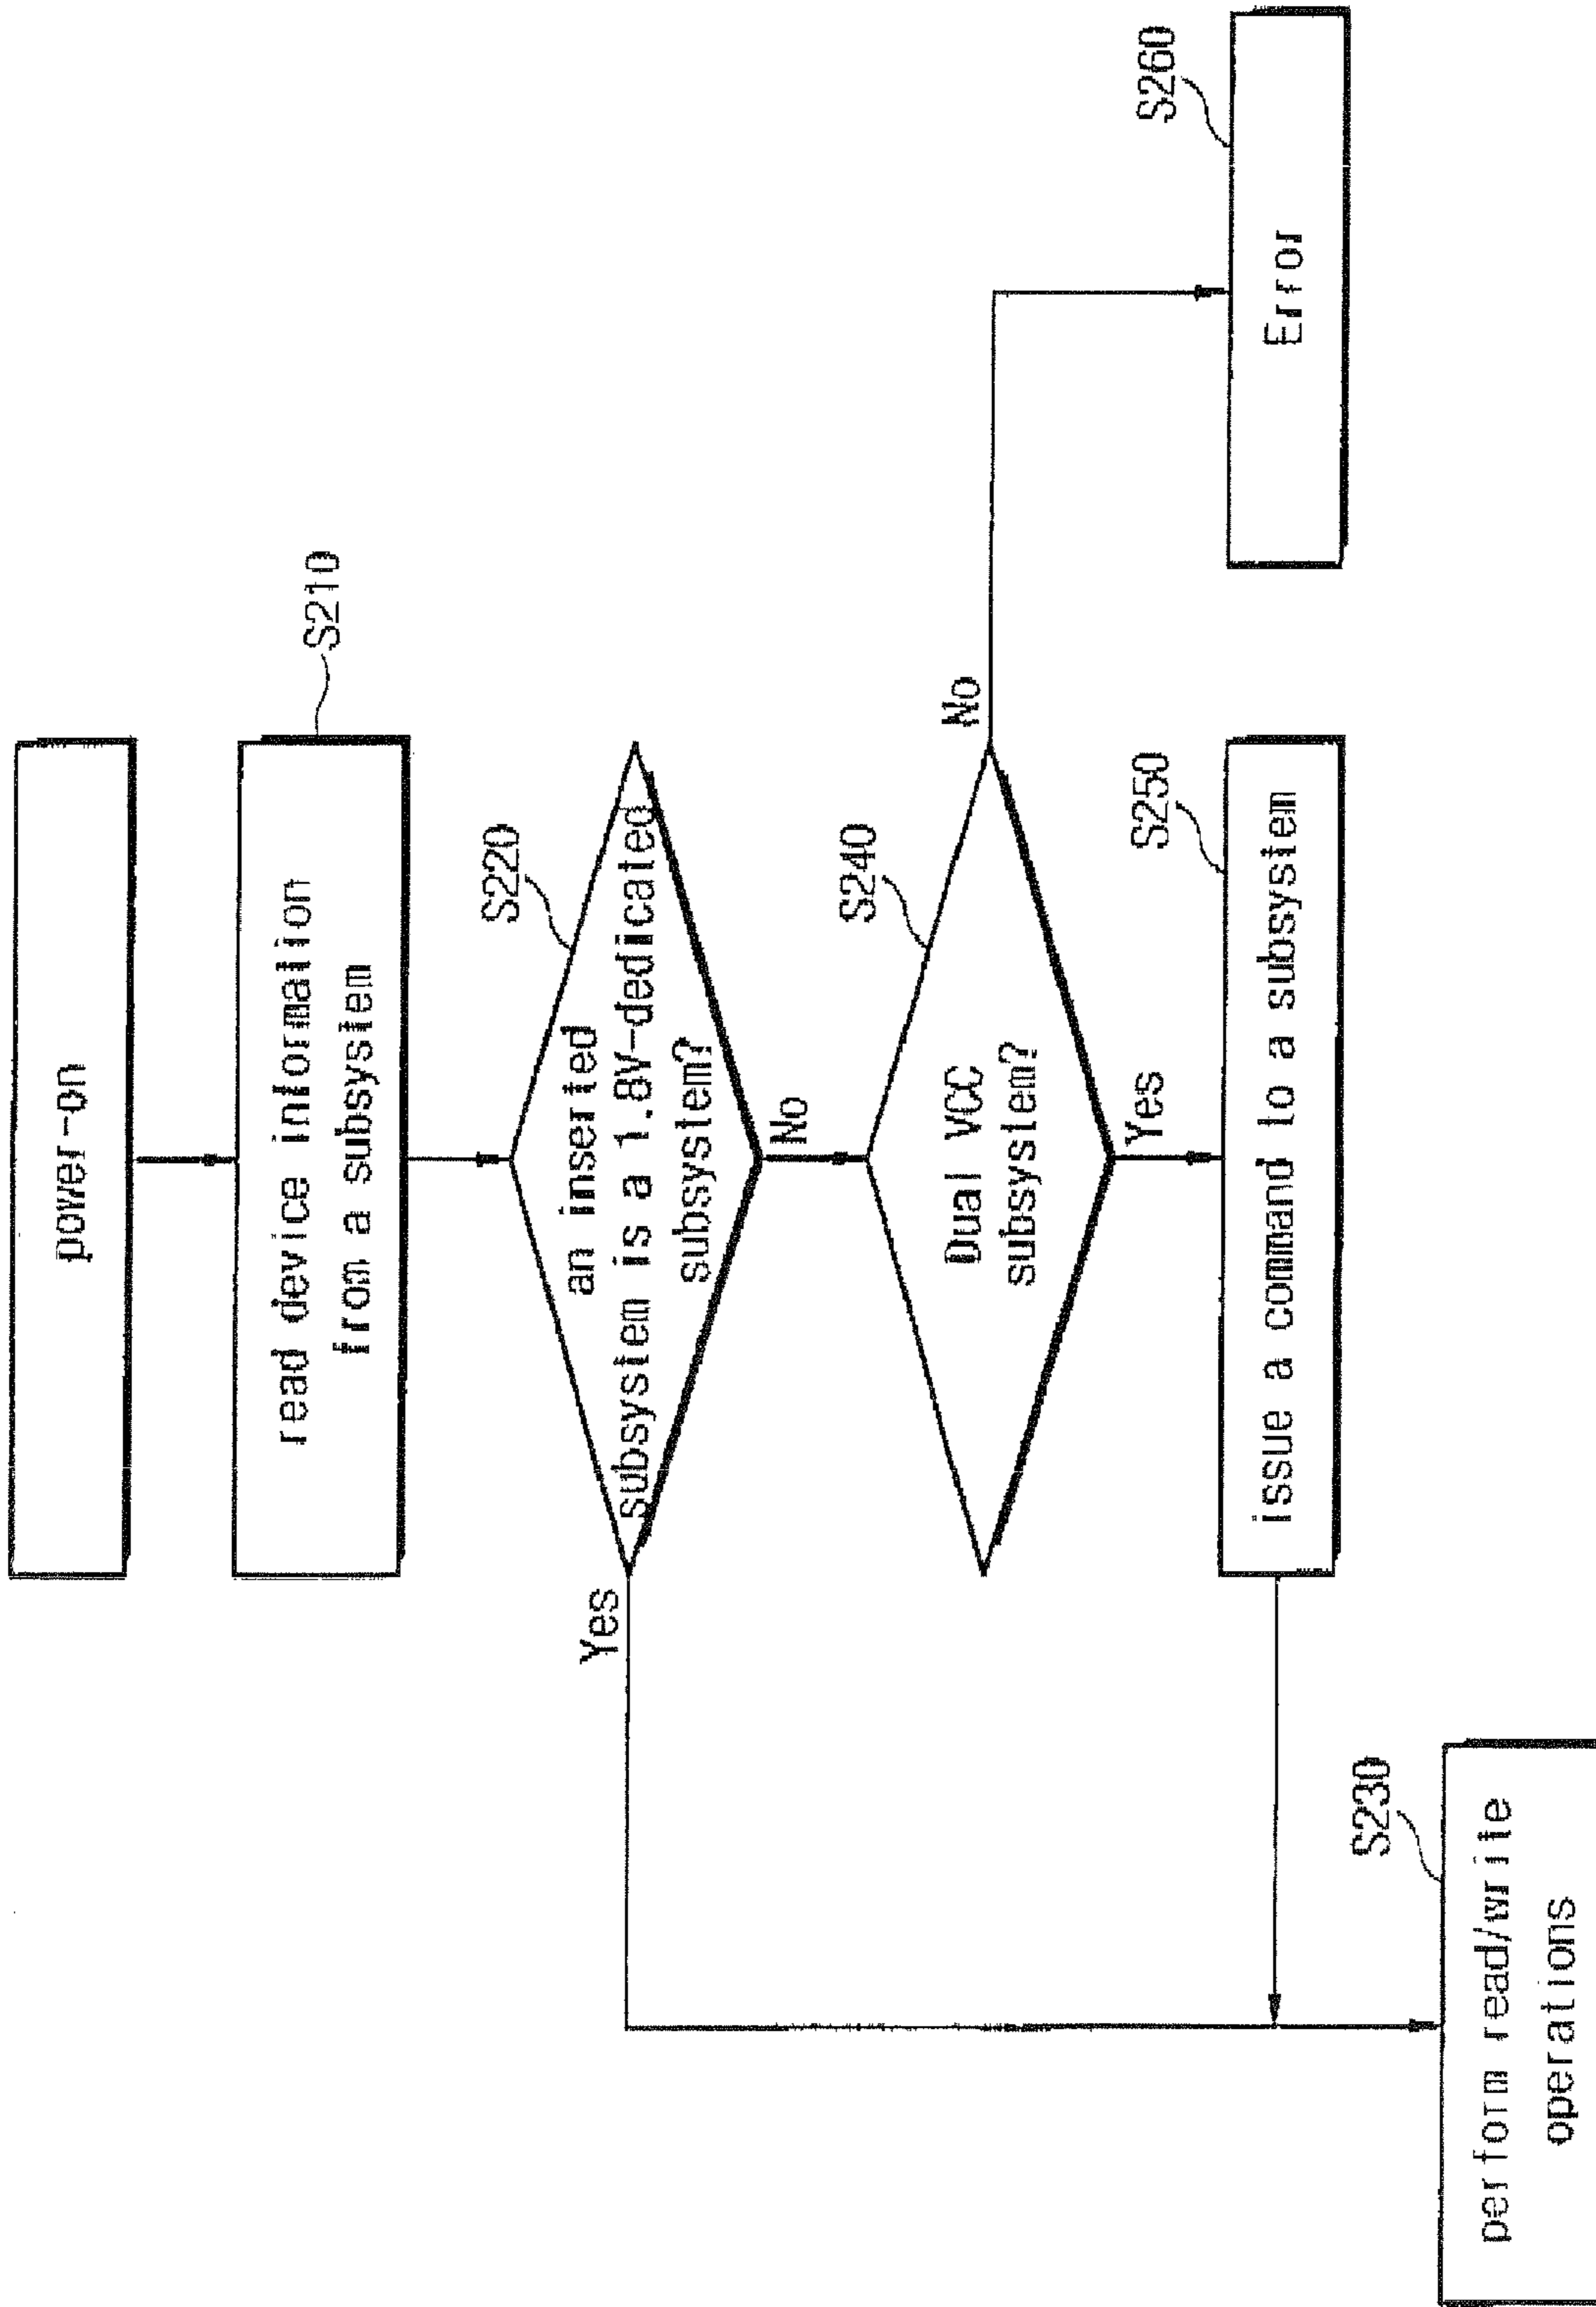 power-on
read device information
from a subsystem
S210
S220
an inserted
subsystem is a 1.8V-dedicated
subsystem?
Yes
No
S240
Dual VCC
subsystem?
No
Yes
S250
issue a command to a subsystem
S260
Error
S230
perform read/write
operations